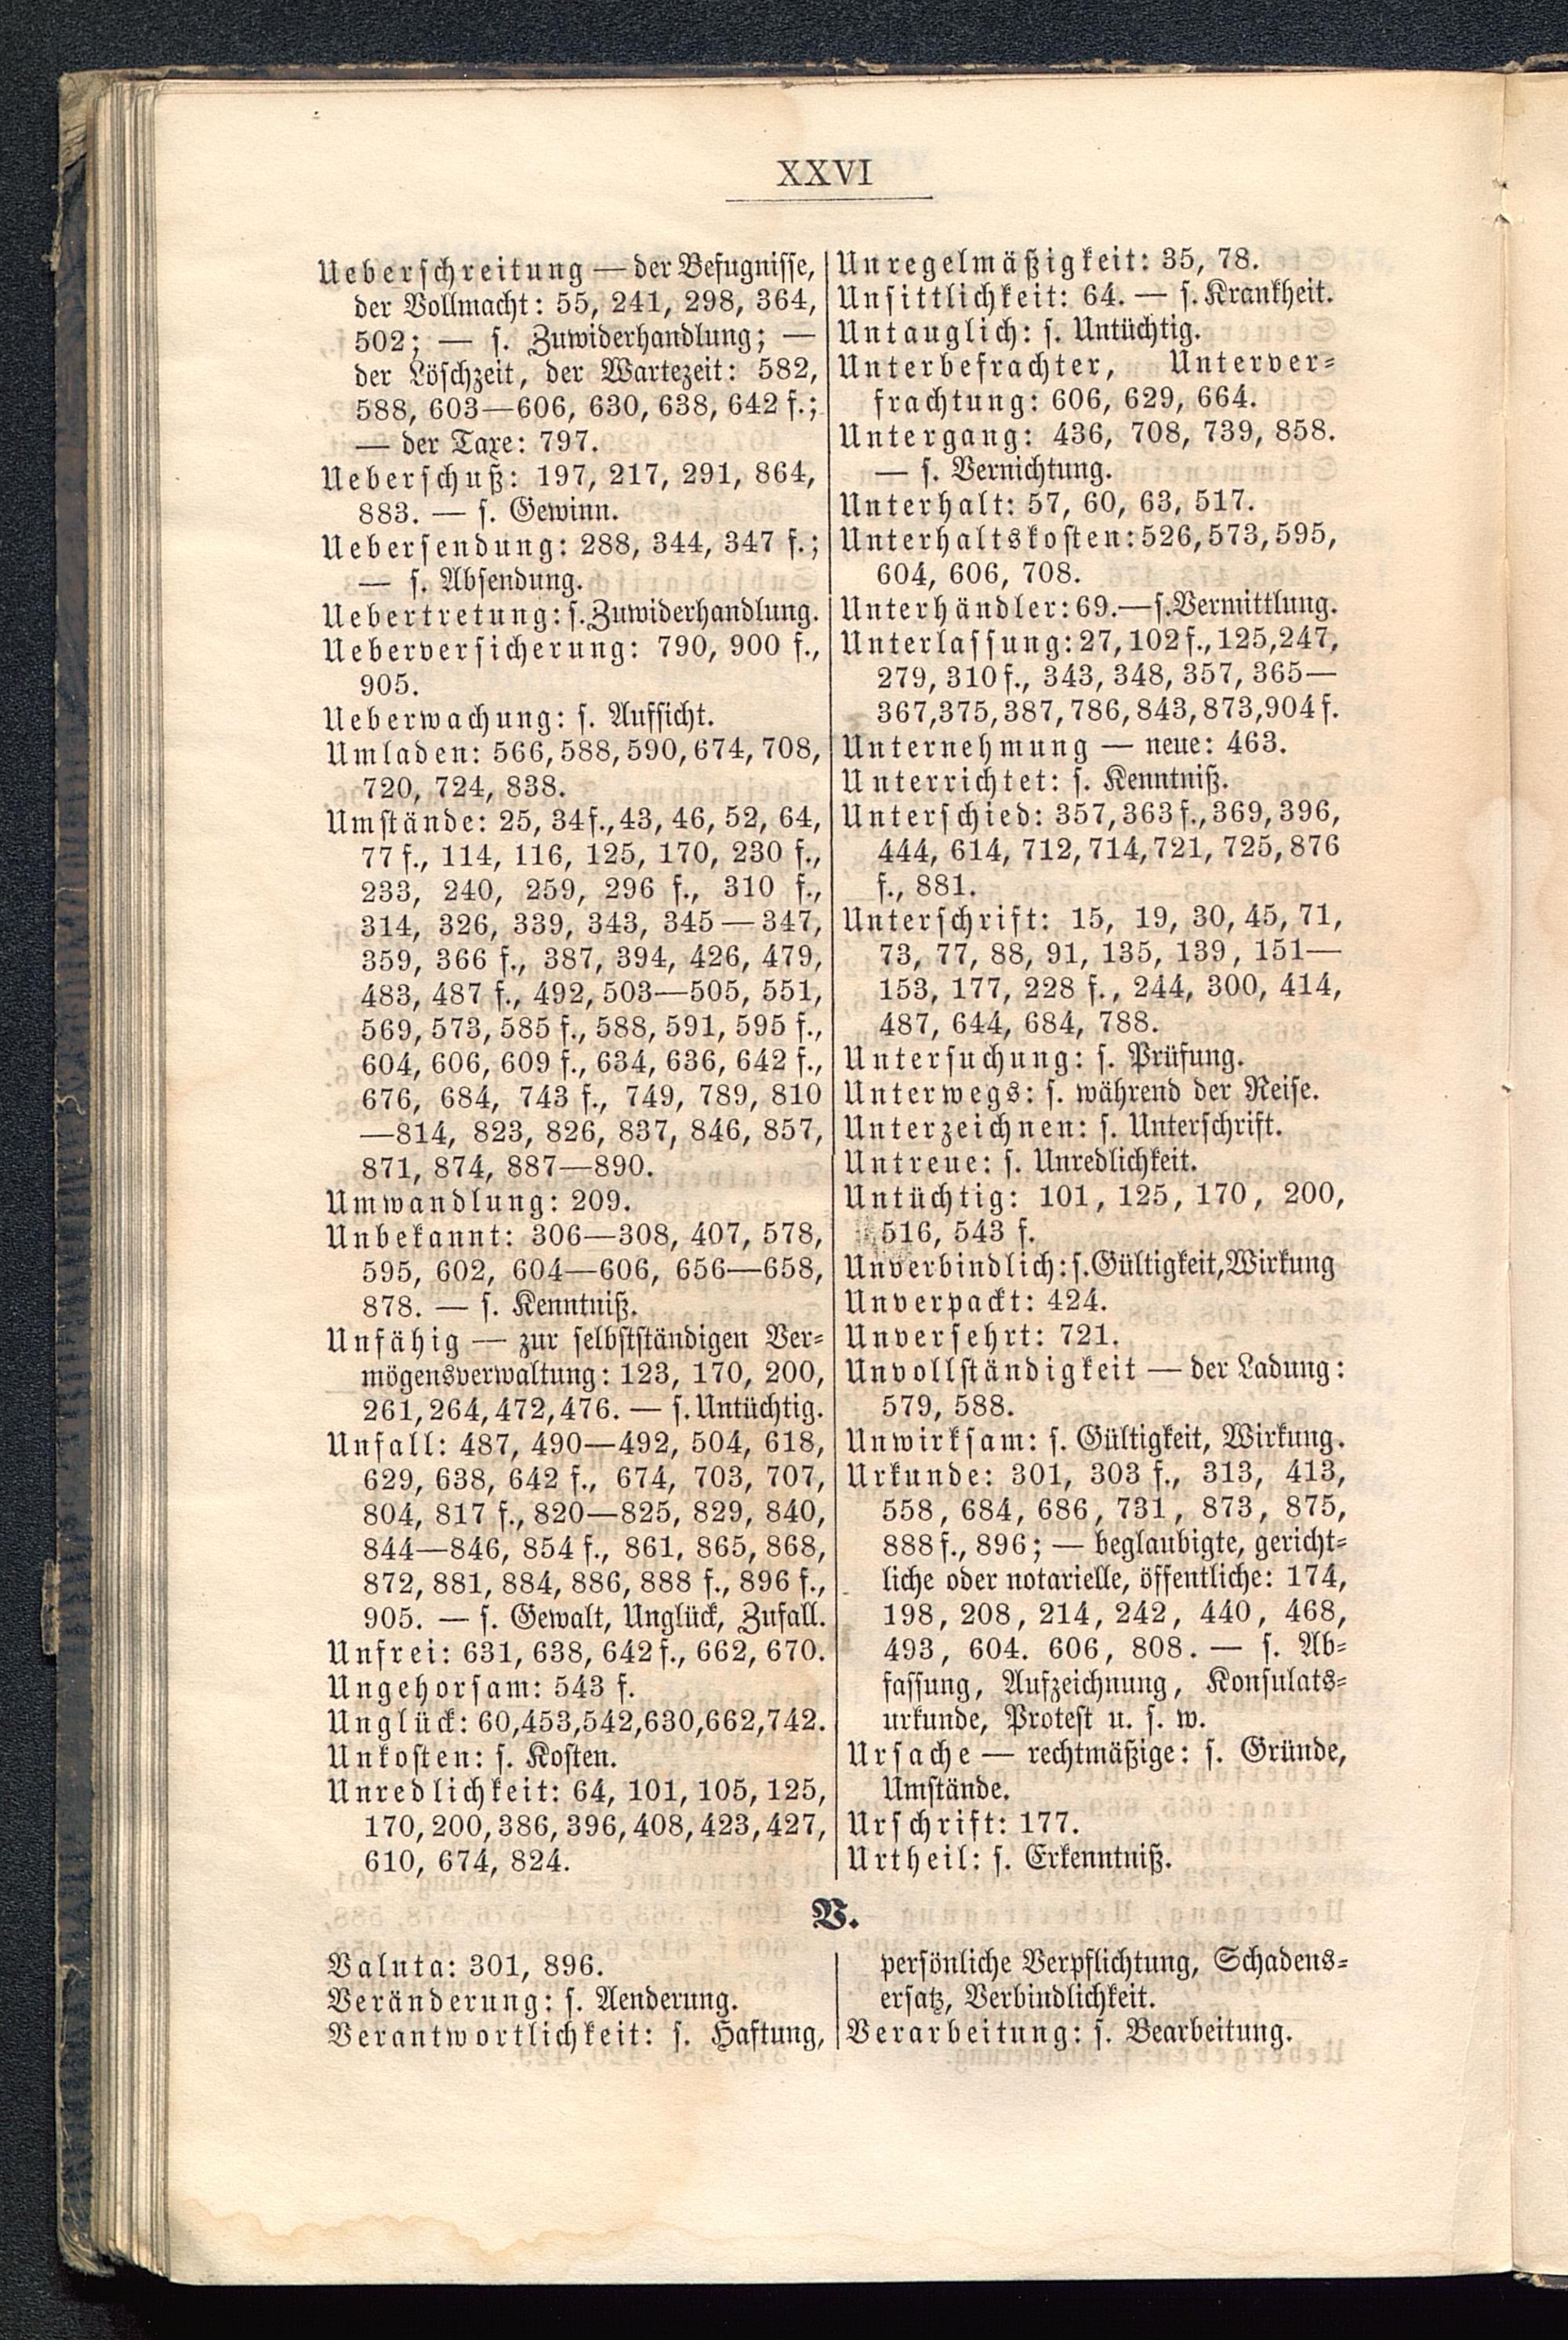 XXVI
Ueberschreitung — der Befugnisse,
der Vollmacht: 55, 241, 298, 364,
502; — s. Zuwiderhandlung; —
der Löschzeit, der Wartezeit: 582,
588, 603—606, 630, 638, 642 f.;
— der Taxe: 797.
Ueberschuß: 197, 217, 291, 864,
883. — s. Gewinn.
Uebersendung: 288, 344, 347 f.;
— s. Absendung.
Uebertretung: s. Zuwiderhandlung.
Ueberversicherung: 790, 900 f.,
905.
Ueberwachung: s. Aufsicht.
Umladen: 566, 588, 590, 674, 708,
720, 724, 838.
Umstände: 25, 34 f., 43, 46, 52, 64,
77 f., 114, 116, 125, 170, 230 f.,
233, 240, 259, 296 f., 310 f.,
314, 326, 339, 343, 345—347,
359, 366 f., 387, 394, 426, 479,
483, 487 f., 492, 503—505, 551,
569, 573, 585 f., 588, 591, 595 f.,
604, 606, 609 f., 634, 636, 642 f.,
676, 684, 743 f., 749, 789, 810
—814, 823, 826, 837, 846, 857,
871, 874, 887—890.
Umwandlung: 209.
Unbekannt: 306—308, 407, 578,
595, 602, 604—606, 656—658,
878. — s. Kenntniß.
Unfähig — zur selbstständigen Ver-
mögensverwaltung: 123, 170, 200,
261, 264, 472, 476. — s. Untüchtig.
Unfall: 487, 490—492, 504, 618,
629, 638, 642 f., 674, 703, 707,
804, 817 f., 820—825, 829, 840,
844—846, 854 f., 861, 865, 868,
872, 881, 884, 886, 888 f., 896 f.,
905. — s. Gewalt, Unglück, Zufall.
Unfrei: 631, 638, 642 f., 662, 670.
Ungehorsam: 543 f.
Unglück: 60, 453, 542, 630, 662, 742.
Unkosten: s. Kosten.
Unredlichkeit: 64, 101, 105, 125,
170, 200, 386, 396, 408, 423, 427,
610, 674, 824.
Unregelmäßigkeit: 35, 78.
Unsittlichkeit: 64. — s. Krankheit.
Untauglich: s. Untüchtig.
Unterbefrachter, Unterver-
frachtung: 606, 629, 664.
Untergang: 436, 708, 739, 858.
— s. Vernichtung.
Unterhalt: 57, 60, 63, 517.
Unterhaltskosten: 526, 573, 595,
604, 606, 708.
Unterhändler: 69. — s. Vermittlung.
Unterlassung: 27, 102 f., 125, 247,
279, 310 f., 343, 348, 357, 365—
367, 375, 387, 786, 843, 873, 904 f.
Unternehmung — neue: 463.
Unterrichtet: s. Kenntniß.
Unterschied: 357, 363 f., 369, 396,
444, 614, 712, 714, 721, 725, 876
f., 881.
Unterschrift: 15, 19, 30, 45, 71,
73, 77, 88, 91, 135, 139, 151—
153, 177, 228 f., 244, 300, 414,
487, 644, 684, 788.
Untersuchung: s. Prüfung.
Unterwegs: s. während der Reise.
Unterzeichnen: s. Unterschrift.
Untreue: s. Unredlichkeit.
Untüchtig: 101, 125, 170, 200,
516, 543 f.
Unverbindlich: s. Gültigkeit, Wirkung
Unverpackt: 424.
Unversehrt: 721.
Unvollständigkeit — der Ladung:
579, 588.
Unwirksam: s. Gültigkeit, Wirkung.
Urkunde: 301, 303 f., 313, 413,
558, 684, 686, 731, 873, 875,
888 f., 896; — beglaubigte, gericht-
liche oder notarielle, öffentliche: 174,
198, 208, 214, 242, 440, 468,
493, 604. 606, 808. — s. Ab-
fassung, Aufzeichnung, Konsulats-
urkunde, Protest u. s. w.
Ursache — rechtmäßige: s. Gründe,
Umstände.
Urschrift: 177.
Urtheil: s. Erkenntniß.
V.
Valuta: 301, 896.
Veränderung: s. Aenderung.
Verantwortlichkeit: s. Haftung,
persönliche Verpflichtung, Schadens-
ersatz, Verbindlichkeit.
Verarbeitung: s. Bearbeitung.